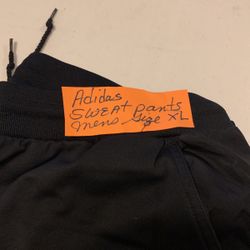 Adidas
SWEAT pants
mens size XL